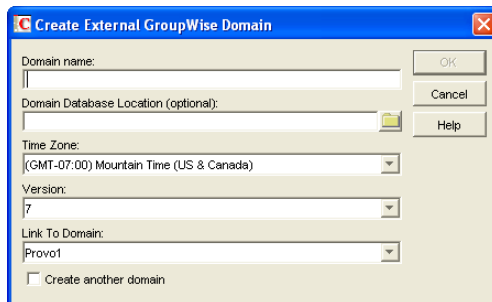 Create External GroupWise Domain
Domain name:
OK
Domain Database Location (optional):
Cancel
Help
Time Zone:
(GMT-07:00) Mountain Time (US & Canada)
Version:
7
Link To Domain:
Provo1
Create another domain